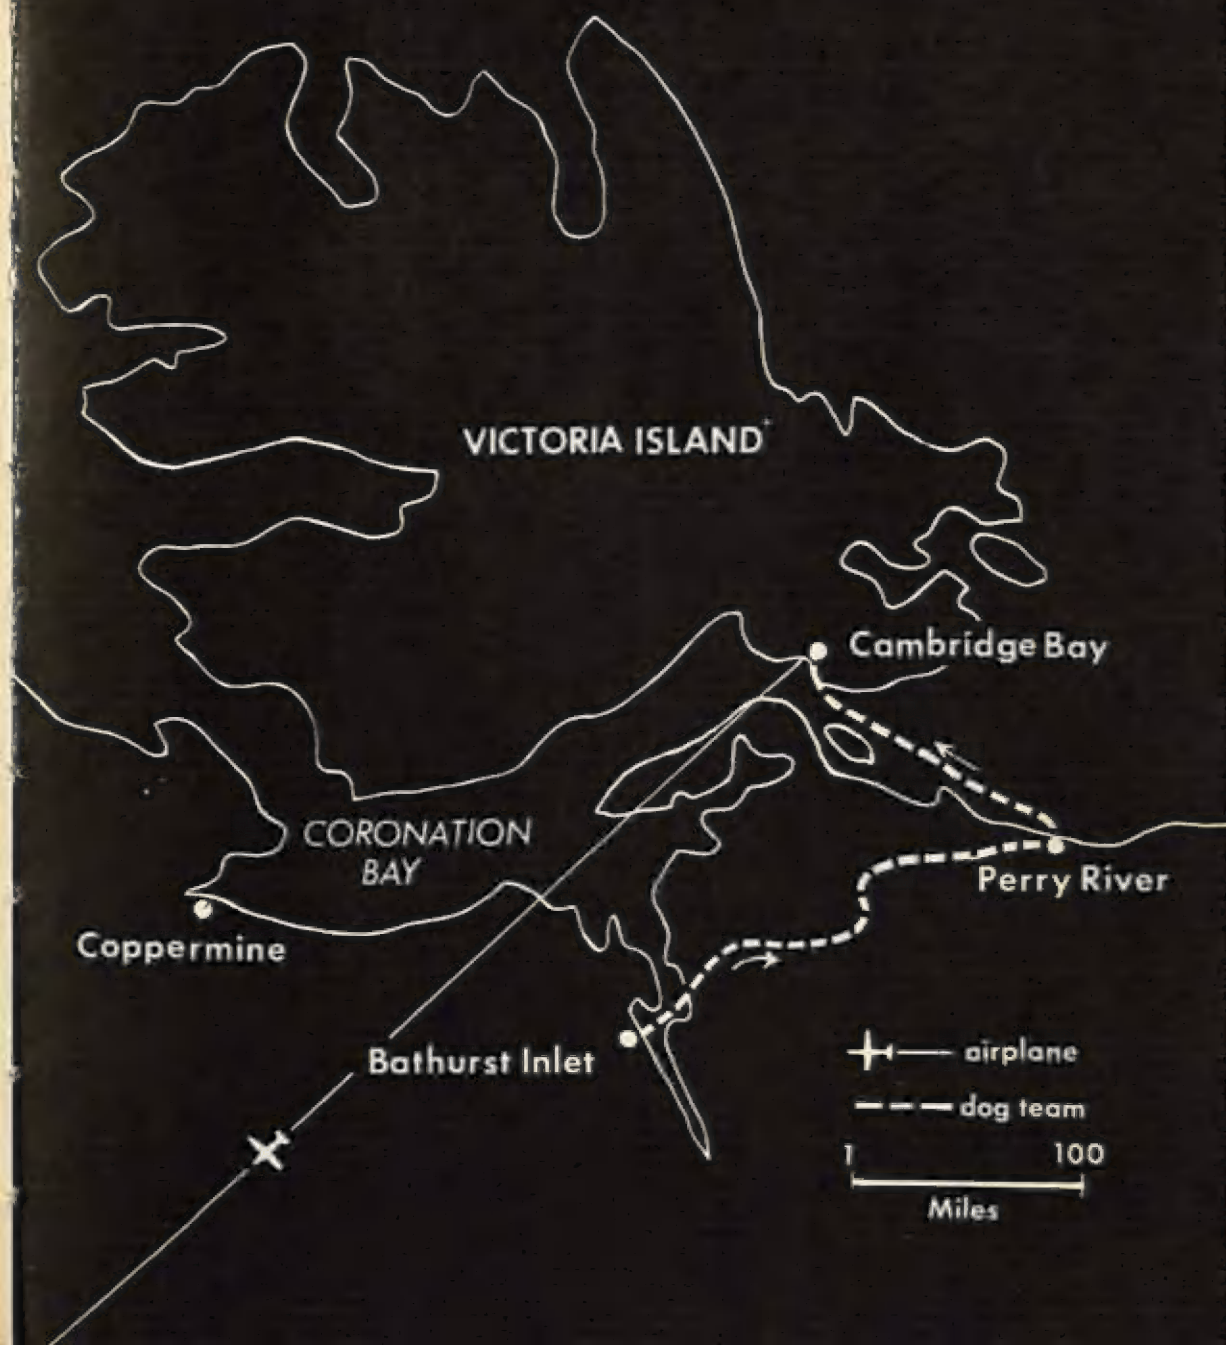 VICTORIA ISLAND
Cambridge Bay
CORONATION
BAY
Perry River
Coppermine
Bathurst Inlet
airplane
dog team
1 100
Miles